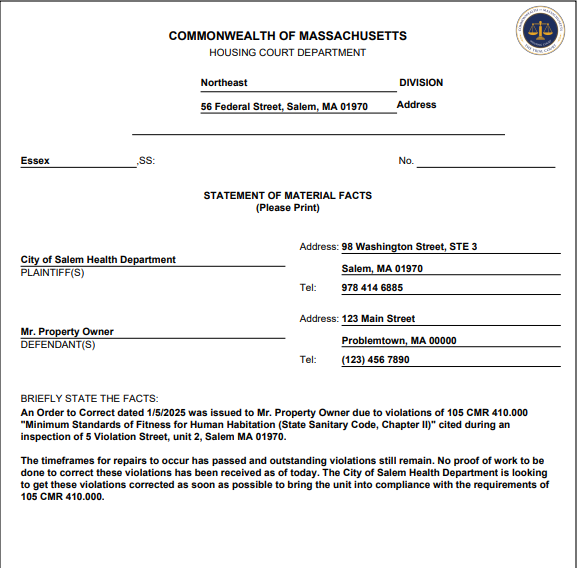 COMMONWEALTH OF MASSACHUSETTS
HOUSING COURT DEPARTMENT
Northeast DIVISION
56 Federal Street, Salem, MA 01970 Address
Essex ,SS: No.
STATEMENT OF MATERIAL FACTS
(Please Print)
Address: 98 Washington Street, STE 3
City of Salem Health Department
PLAINTIFF(S)
Salem, MA 01970
Tel: 978 414 6885
Address: 123 Main Street
Mr. Property Owner
DEFENDANT(S)
Problemtown, MA 00000
Tel: (123) 456 7890
BRIEFLY STATE THE FACTS:
An Order to Correct dated 1/5/2025 was issued to Mr. Property Owner due to violations of 105 CMR 410.000
"Minimum Standards of Fitness for Human Habitation (State Sanitary Code, Chapter II)" cited during an
inspection of 5 Violation Street, unit 2, Salem MA 01970.
The timeframes for repairs to occur has passed and outstanding violations still remain. No proof of work to be
done to correct these violations has been received as of today. The City of Salem Health Department is looking
to get these violations corrected as soon as possible to bring the unit into compliance with the requirements of
105 CMR 410.000.